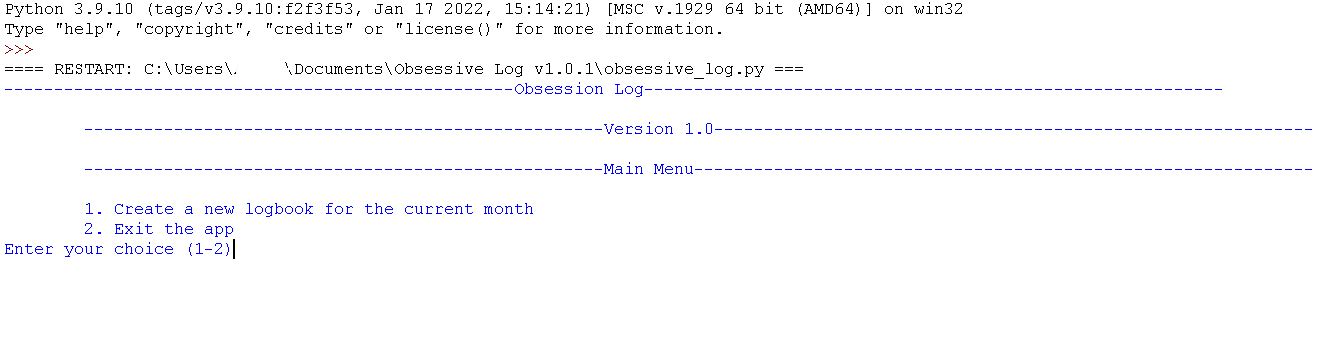 Python 3.9.10 (tags/v3.9.10:f2f3f53, Jan 17 2022, 15:14:21) [MSC v.1929 64 bit (AMD64)] on win32
Type "help", "copyright", "credits" or "license()" for more information.
>>>
==== RESTART: C:\Users\. \Documents\Obsessive Log v1.0.1\obsessive_log.py ===
---------------------------------------------------Obsession Log----------------------------------------------------------
----------------------------------------------------Version 1.0------------------------------------------------------------
----------------------------------------------------Main Menu--------------------------------------------------------------
1. Create a new logbook for the current month
2. Exit the app
Enter your choice (1-2)